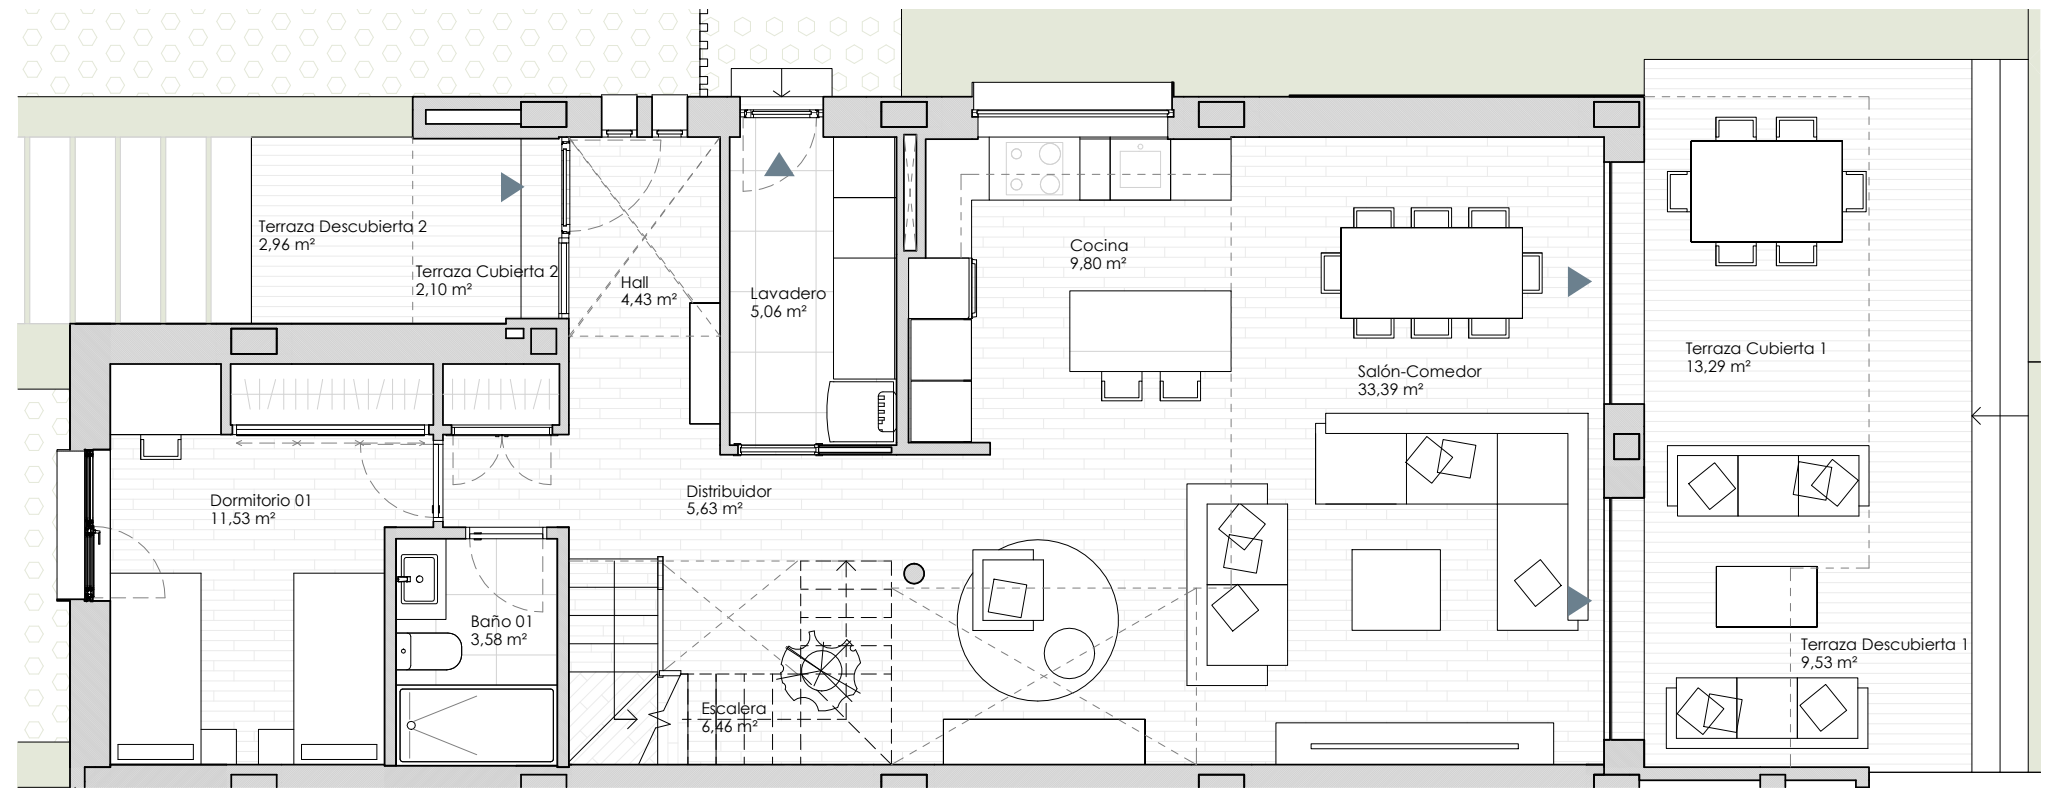 Terraza Descubierta 2
2,96 m²
Terraza Cubierta 2
2,10 m²
Hall
4,43 m²
Lavadero
5,06 m²
Cocina
9,80 m²
Salón-Comedor
33,39 m²
Terraza Cubierta 1
13,29 m²
Dormitorio 01
11,53 m²
Distribuidor
5,63 m²
Baño 01
3,58 m²
Escalera
6,46 m²
Terraza Descubierta 1
9,53 m²